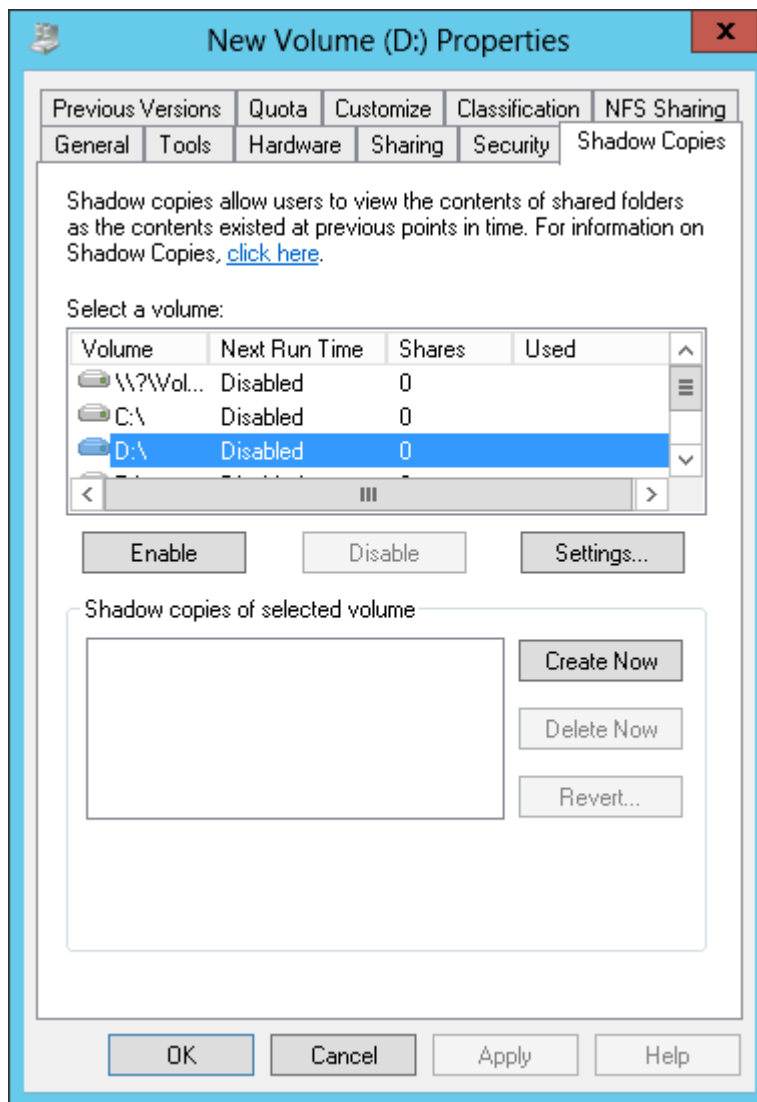 New Volume (D:) Properties
x
Previous Versions Quota Customize Classification NFS Sharing
General Tools Hardware Sharing Security Shadow Copies
Shadow copies allow users to view the contents of shared folders
as the contents existed at previous points in time. For information on
Shadow Copies, click here.
Select a volume:
Volume Next Run Time Shares Used
\\?\Vol... Disabled 0
C:\ Disabled 0
D:\ Disabled 0
Enable Disable Settings...
Shadow copies of selected volume
Create Now
Delete Now
Revert...
OK Cancel Apply Help